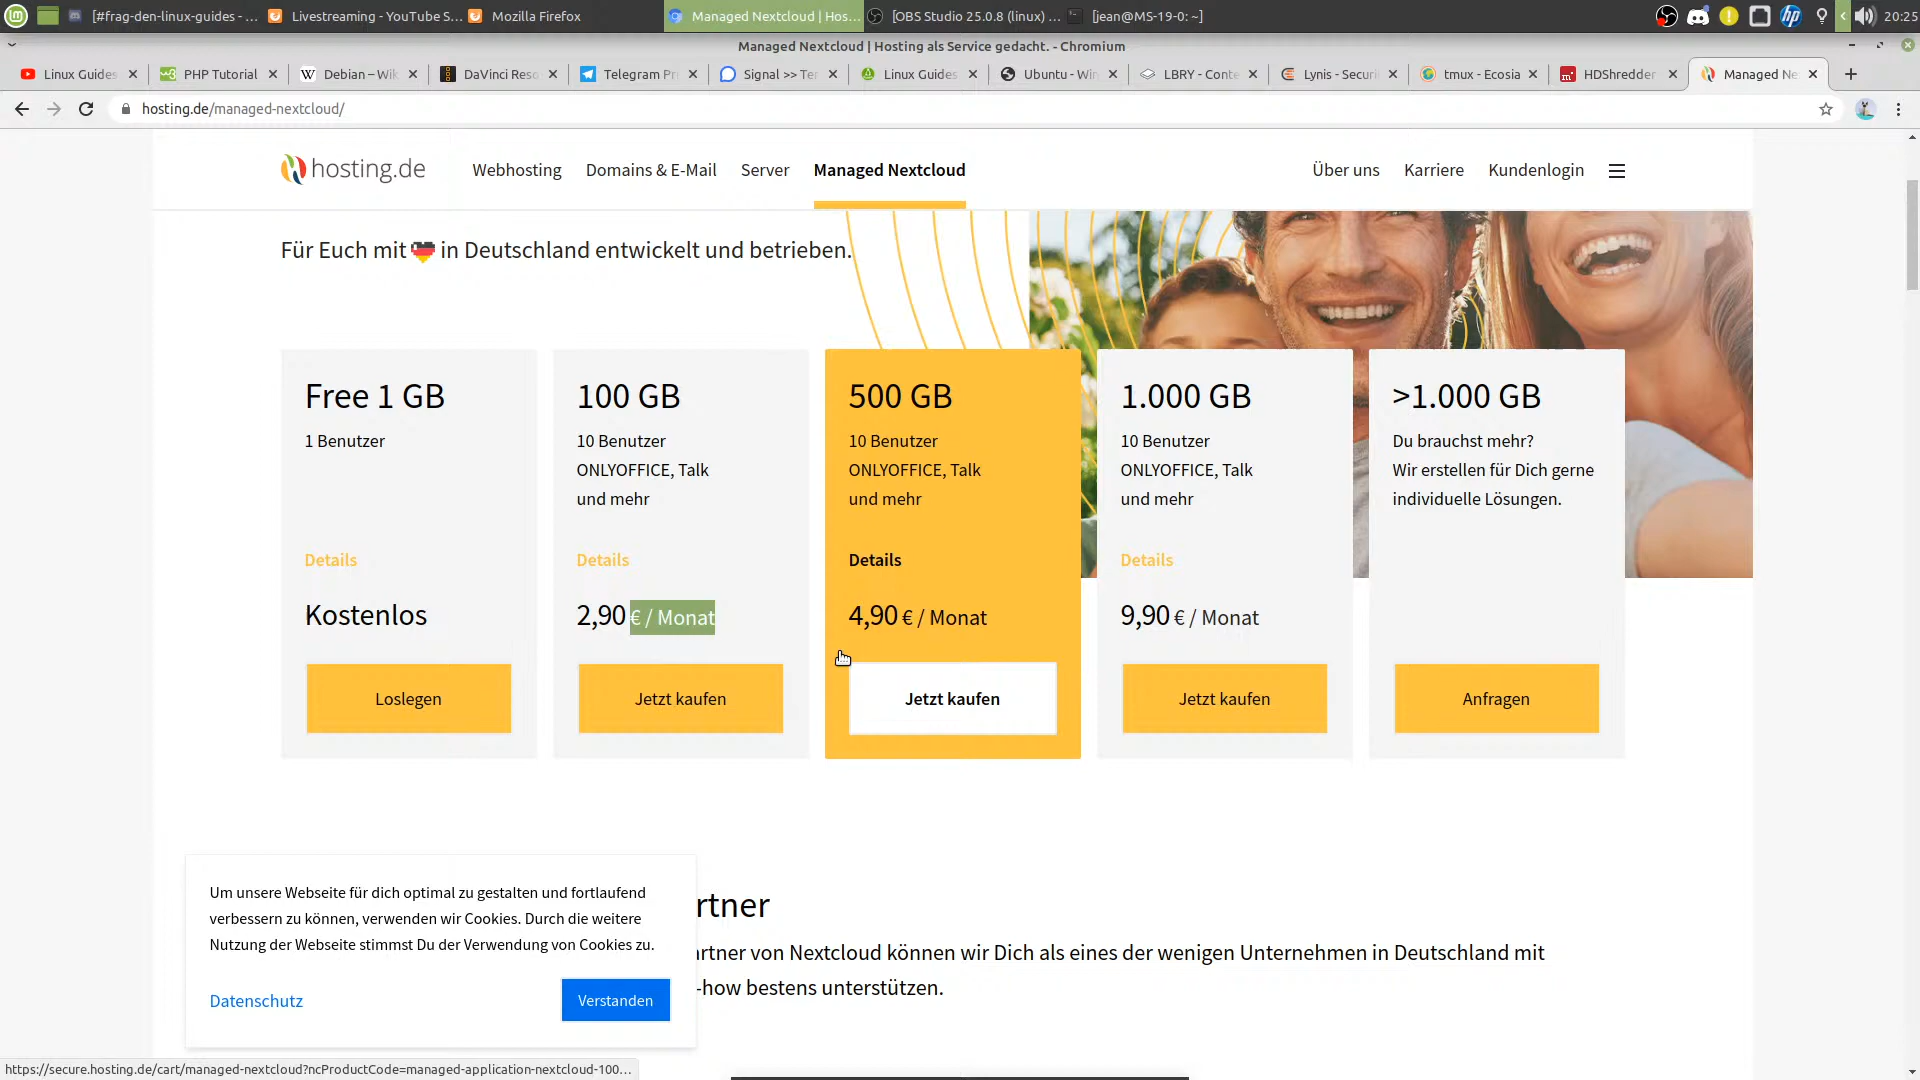 [#frag-den-linux-guides - ...
Livestreaming - YouTube S...
Mozilla Firefox
Managed Nextcloud | Hos...
[OBS Studio 25.0.8 (linux) ...
[jean@MS-19-0: ~]
20:25
Managed Nextcloud | Hosting als Service gedacht. - Chromium
Linux Guides
PHP Tutorial
Debian – Wik
DaVinci Reso
Telegram Pr
Signal >> Ter
Linux Guides
Ubuntu - Win
LBRY - Conte
Lynis - Securi
tmux - Ecosia
HDShredder
Managed Ne
hosting.de/managed-nextcloud/
hosting.de
Webhosting
Domains & E-Mail
Server
Managed Nextcloud
Über uns
Karriere
Kundenlogin
Für Euch mit in Deutschland entwickelt und betrieben.
Free 1 GB
1 Benutzer
Details
Kostenlos
Loslegen
100 GB
10 Benutzer
ONLYOFFICE, Talk
und mehr
Details
2,90 € / Monat
Jetzt kaufen
500 GB
10 Benutzer
ONLYOFFICE, Talk
und mehr
Details
4,90 € / Monat
Jetzt kaufen
1.000 GB
10 Benutzer
ONLYOFFICE, Talk
und mehr
Details
9,90 € / Monat
Jetzt kaufen
>1.000 GB
Du brauchst mehr?
Wir erstellen für Dich gerne
individuelle Lösungen.
Anfragen
rtner
artner von Nextcloud können wir Dich als eines der wenigen Unternehmen in Deutschland mit
-how bestens unterstützen.
Um unsere Webseite für dich optimal zu gestalten und fortlaufend
verbessern zu können, verwenden wir Cookies. Durch die weitere
Nutzung der Webseite stimmst Du der Verwendung von Cookies zu.
Datenschutz
Verstanden
https://secure.hosting.de/cart/managed-nextcloud?ncProductCode=managed-application-nextcloud-100...